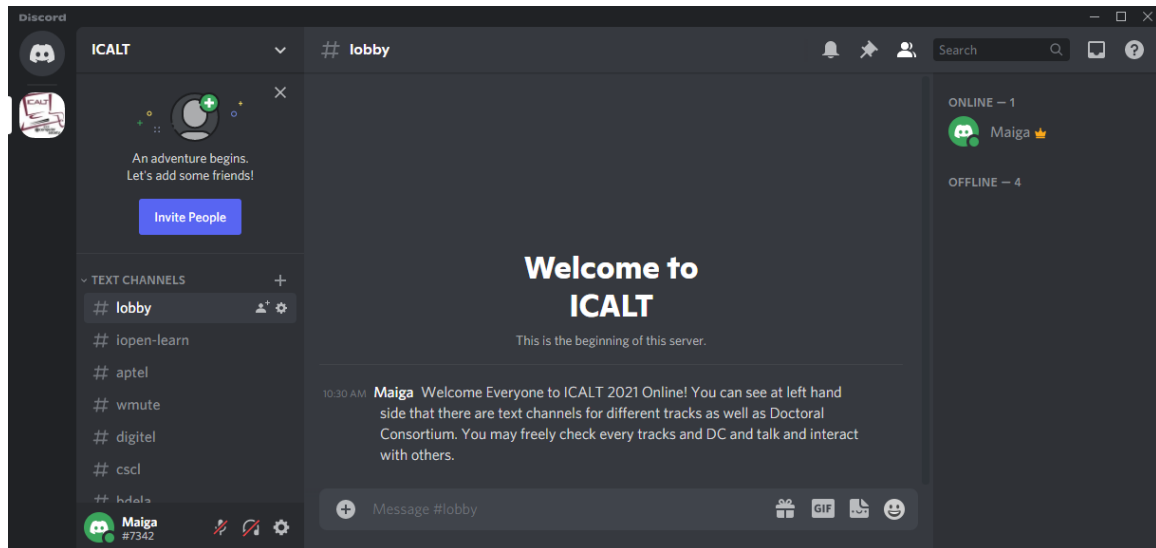 Discord
ICALT
An adventure begins.
Let's add some friends!
Invite People
TEXT CHANNELS
lobby
iopen-learn
aptel
wmute
digitel
cscl
bdela
Maiga
#7342
# lobby
Search
Welcome to
ICALT
This is the beginning of this server.
10:30 AM Maiga Welcome Everyone to ICALT 2021 Online! You can see at left hand
side that there are text channels for different tracks as well as Doctoral
Consortium. You may freely check every tracks and DC and talk and interact
with others.
Message #lobby
GIF
ONLINE — 1
Maiga
OFFLINE — 4